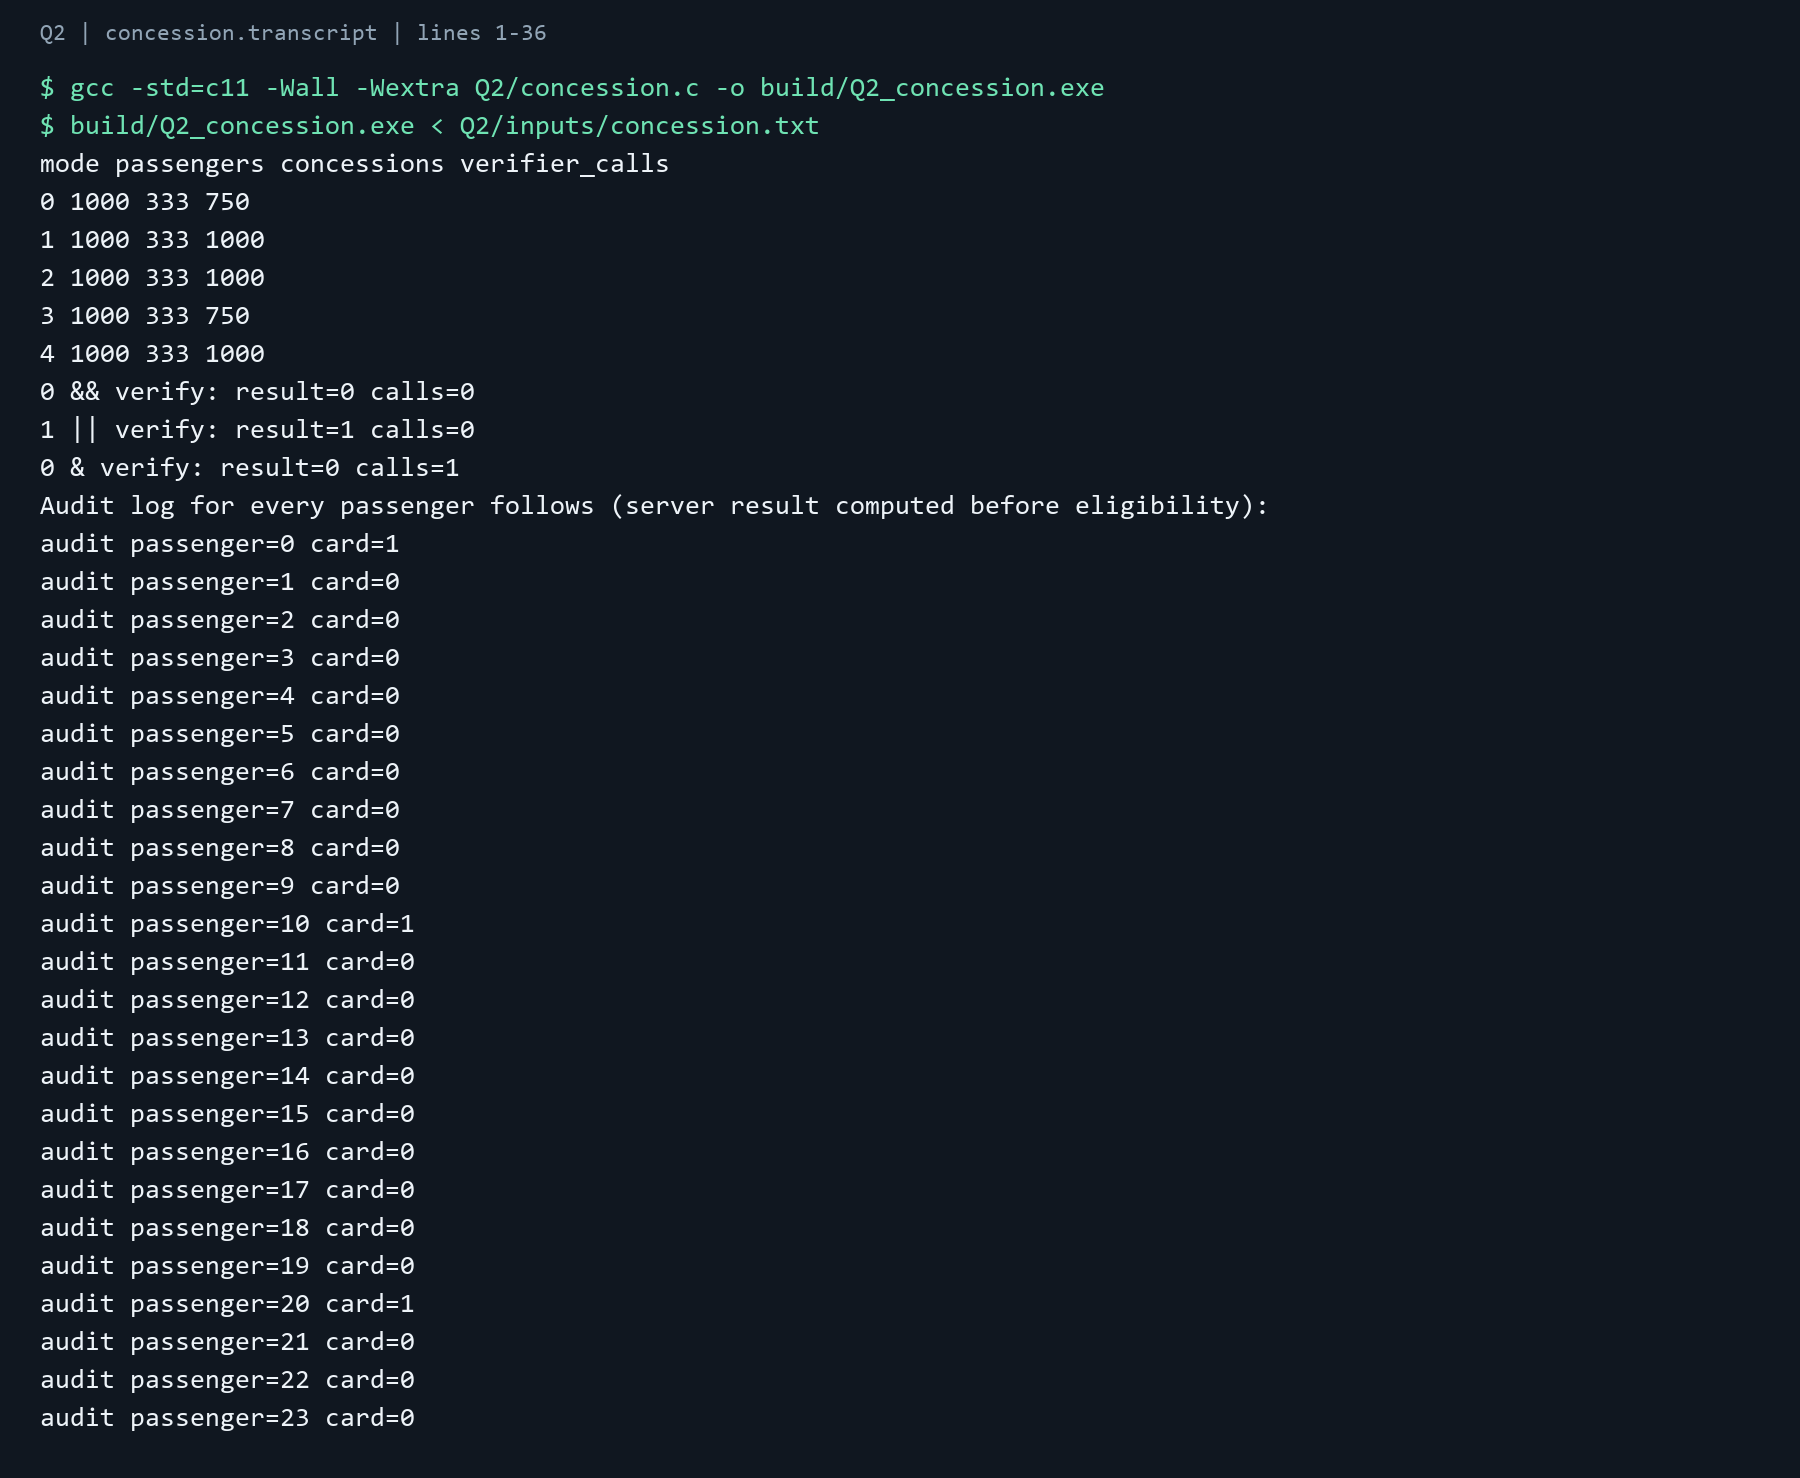 Q2 | concession.transcript | lines 1-36
$ gcc -std=c11 -Wall -Wextra Q2/concession.c -o build/Q2_concession.exe
$ build/Q2_concession.exe < Q2/inputs/concession.txt
mode passengers concessions verifier_calls
0 1000 333 750
1 1000 333 1000
2 1000 333 1000
3 1000 333 750
4 1000 333 1000
0 && verify: result=0 calls=0
1 || verify: result=1 calls=0
0 & verify: result=0 calls=1
Audit log for every passenger follows (server result computed before eligibility):
audit passenger=0 card=1
audit passenger=1 card=0
audit passenger=2 card=0
audit passenger=3 card=0
audit passenger=4 card=0
audit passenger=5 card=0
audit passenger=6 card=0
audit passenger=7 card=0
audit passenger=8 card=0
audit passenger=9 card=0
audit passenger=10 card=1
audit passenger=11 card=0
audit passenger=12 card=0
audit passenger=13 card=0
audit passenger=14 card=0
audit passenger=15 card=0
audit passenger=16 card=0
audit passenger=17 card=0
audit passenger=18 card=0
audit passenger=19 card=0
audit passenger=20 card=1
audit passenger=21 card=0
audit passenger=22 card=0
audit passenger=23 card=0